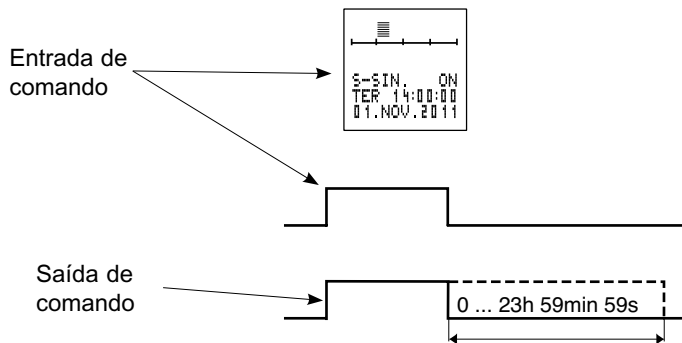 Entrada de
comando
S-SIN. ON
TER 14:00:00
01.NOV.2011
Saída de
comando
0 ... 23h 59min 59s